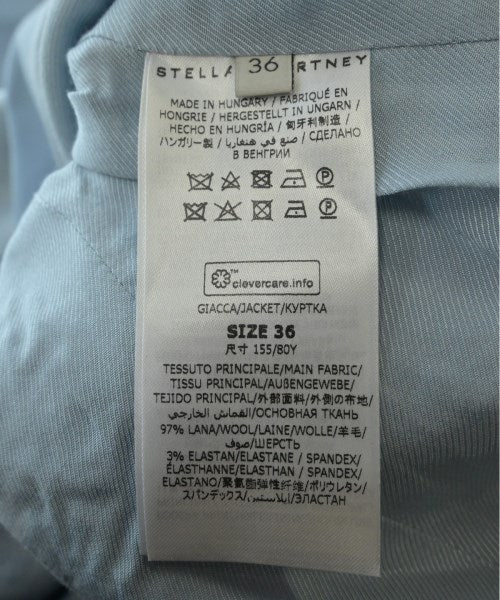 36
STELLA RTNEY
MADE IN HUNGARY / FABRIQUÉ EN
HONGRIE / HERGESTELLT IN UNGARN /
HECHO EN HUNGRÍA / 匈牙利制造 /
ハンガリー製 / صنع في هنغاريا / СДЕЛАНО
В ВЕНГРИИ
clevercare.info
GIACCA/JACKET/КУРТКА
SIZE 36
尺寸 155/80Y
TESSUTO PRINCIPALE/MAIN FABRIC/
TISSU PRINCIPAL/AUßENGEWEBE/
TEJIDO PRINCIPAL/外部面料/外側の布地/
القماش الخارجي/ОСНОВНАЯ ТКАНЬ
97% LANA/WOOL/LAINE/WOLLE/羊毛/
صوف/ШЕРСТЬ
3% ELASTAN/ELASTANE / SPANDEX/
ÉLASTHANNE/ELASTHAN / SPANDEX/
ELASTANO/聚氨酯弹性纤维/ポリウレタン/
スパンデックス/إيلاستين/ЭЛАСТАН